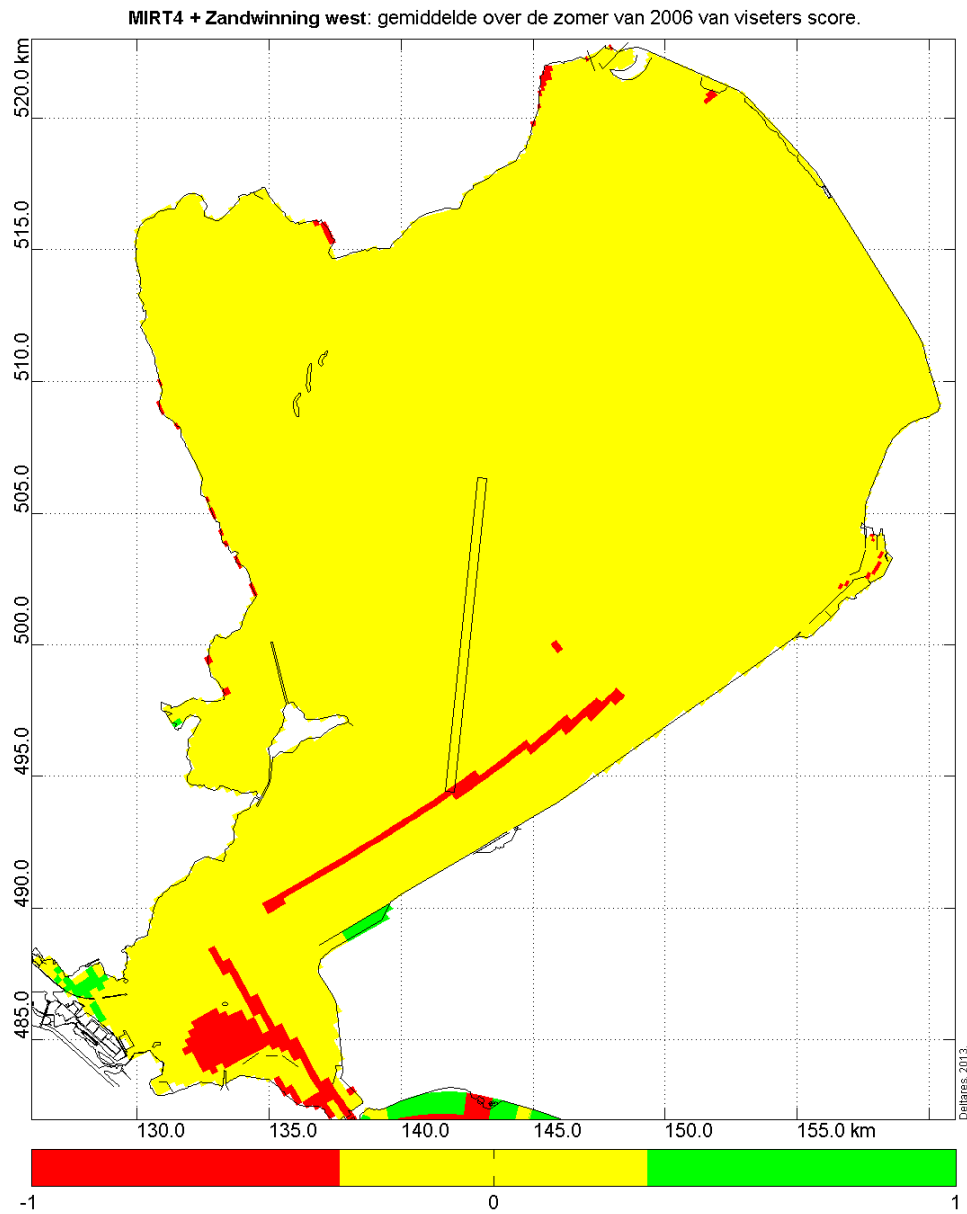 MIRT4 + Zandwinning west: gemiddelde over de zomer van 2006 van viseters score.
520.0 km
515.0
510.0
505.0
500.0
495.0
490.0
485.0
130.0 135.0 140.0 145.0 150.0 155.0 km
Deltares, 2013.
-1 0 1